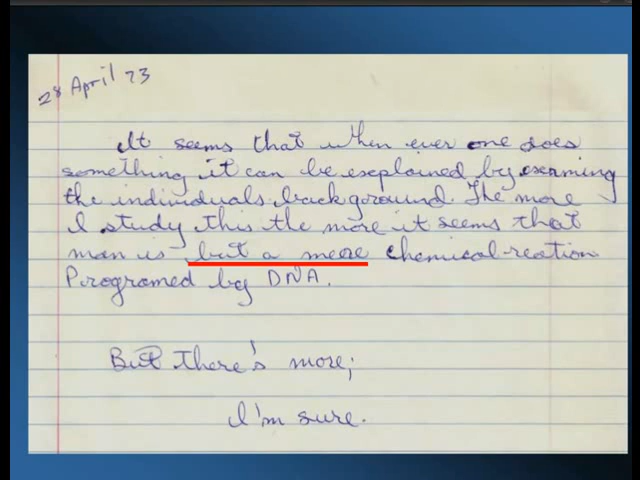 28 April 73
It seems that when ever one does
something it can be explained by examing
the individuals background. The more
I study this the more it seems that
man is but a mere chemical reation
Programed by DNA.
But there's more;
I'm sure.